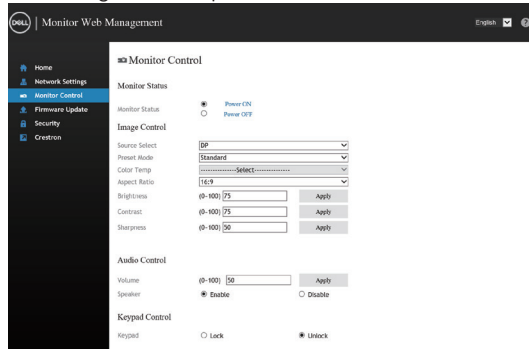 DELL | Monitor Web Management English
Home
Network Settings
Monitor Control
Firmware Update
Security
Crestron
Monitor Control
Monitor Status
Monitor Status Power ON
Power OFF
Image Control
Source Select DP
Preset Mode Standard
Color Temp ---------------Select---------------
Aspect Ratio 16:9
Brightness (0~100) 75 Apply
Contrast (0~100) 75 Apply
Sharpness (0~100) 50 Apply
Audio Control
Volume (0~100) 50 Apply
Speaker Enable Disable
Keypad Control
Keypad Lock Unlock